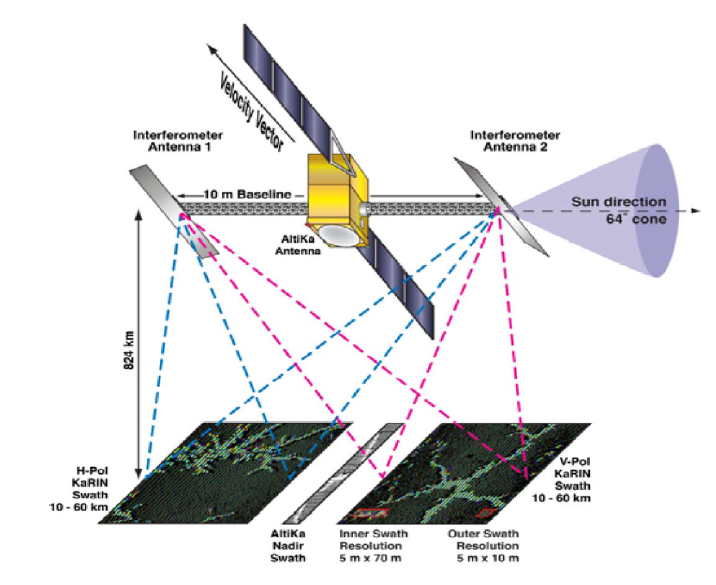 Velocity Vector
Interferometer
Antenna 1
Interferometer
Antenna 2
10 m Baseline
Sun direction
64° cone
AltiKa
Antenna
824 km
H-Pol
KaRIN
Swath
10 - 60 km
V-Pol
KaRIN
Swath
10 - 60 km
AltiKa
Nadir
Swath
Inner Swath
Resolution
5 m x 70 m
Outer Swath
Resolution
5 m x 10 m